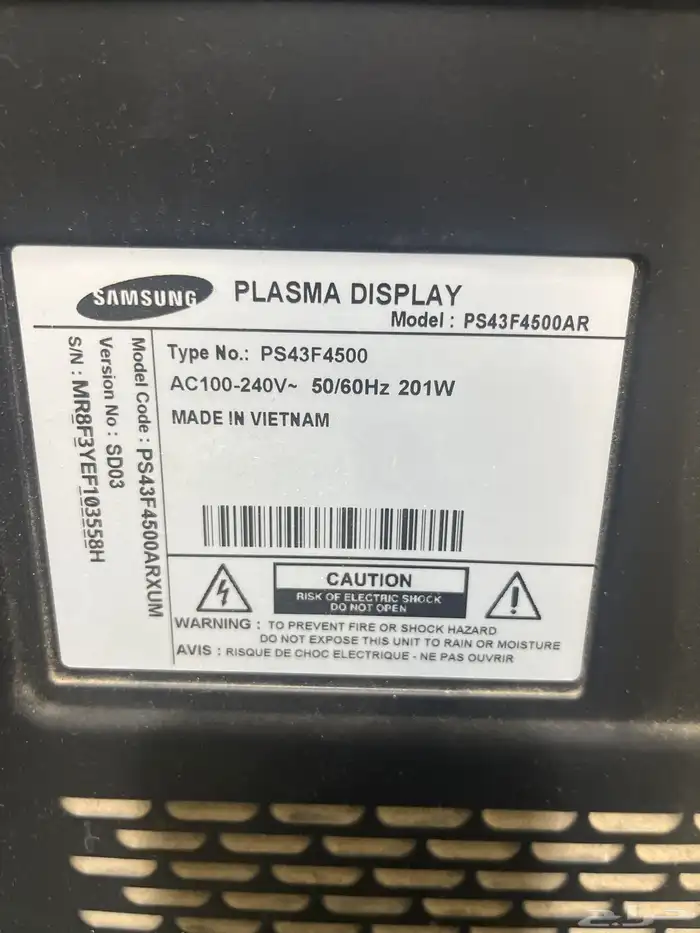 SAMSUNG PLASMA DISPLAY
Model : PS43F4500AR
Type No.: PS43F4500
AC100-240V~ 50/60Hz 201W
MADE IN VIETNAM
Model Code : PS43F4500ARXUM
Version No : SD03
S/N : MR8F3YEF103558H
CAUTION
RISK OF ELECTRIC SHOCK
DO NOT OPEN
WARNING : TO PREVENT FIRE OR SHOCK HAZARD
DO NOT EXPOSE THIS UNIT TO RAIN OR MOISTURE
AVIS : RISQUE DE CHOC ELECTRIQUE - NE PAS OUVRIR
حراج